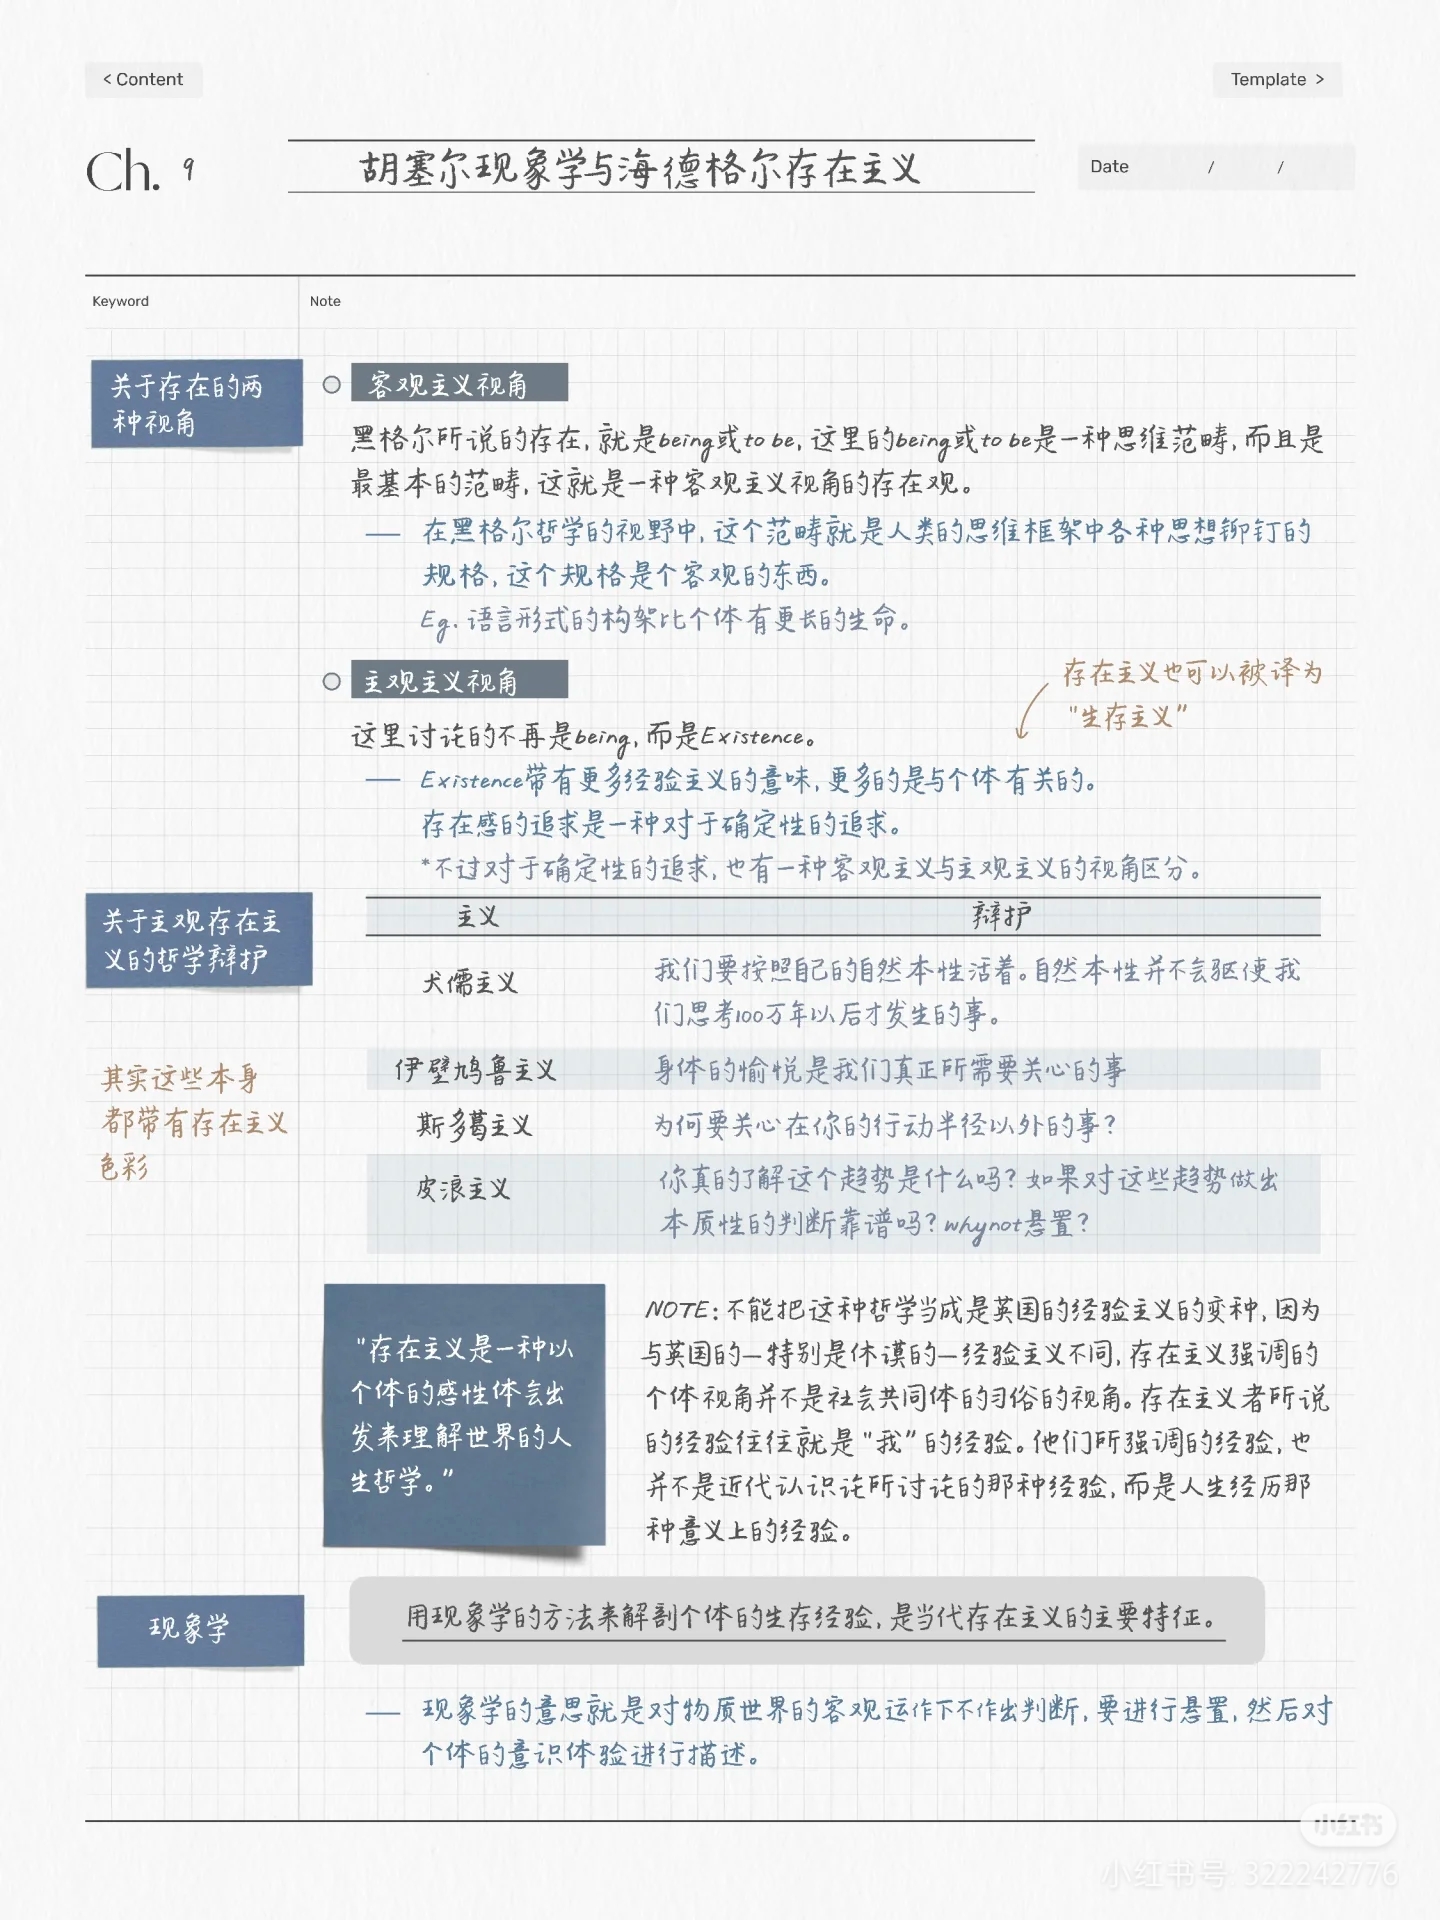 < Content
Template >
Ch. 9
胡塞尔现象学与海德格尔存在主义
Date / /
Keyword
Note
关于存在的两
种视角
客观主义视角
黑格尔所说的存在,就是being或to be,这里的being或to be是一种思维范畴,而且是
最基本的范畴,这就是一种客观主义视角的存在观。
— 在黑格尔哲学的视野中,这个范畴就是人类的思维框架中各种思想铆钉的
规格,这个规格是个客观的东西。
Eg. 语言形式的构架比个体有更长的生命。
主观主义视角
存在主义也可以被译为
"生存主义"
这里讨论的不再是being,而是Existence。
— Existence带有更多经验主义的意味,更多的是与个体有关的。
存在感的追求是一种对于确定性的追求。
*不过对于确定性的追求,也有一种客观主义与主观主义的视角区分。
关于主观存在主
义的哲学辩护
主义 辩护
犬儒主义
我们要按照自己的自然本性活着。自然本性并不会驱使我
们思考100万年以后才发生的事。
其实这些本身
都带有存在主义
色彩
伊壁鸠鲁主义 身体的愉悦是我们真正所需要关心的事
斯多葛主义 为何要关心在你的行动半径以外的事?
皮浪主义
你真的了解这个趋势是什么吗?如果对这些趋势做出
本质性的判断靠谱吗?whynot悬置?
"存在主义是一种以
个体的感性体会出
发来理解世界的人
生哲学。"
NOTE:不能把这种哲学当成是英国的经验主义的变种,因为
与英国的—特别是休谟的—经验主义不同,存在主义强调的
个体视角并不是社会共同体的习俗的视角。存在主义者所说
的经验往往就是"我"的经验。他们所强调的经验,也
并不是近代认识论所讨论的那种经验,而是人生经历那
种意义上的经验。
现象学
用现象学的方法来解剖个体的生存经验,是当代存在主义的主要特征。
— 现象学的意思就是对物质世界的客观运作下不作出判断,要进行悬置,然后对
个体的意识体验进行描述。
小红书
小红书号: 322242776